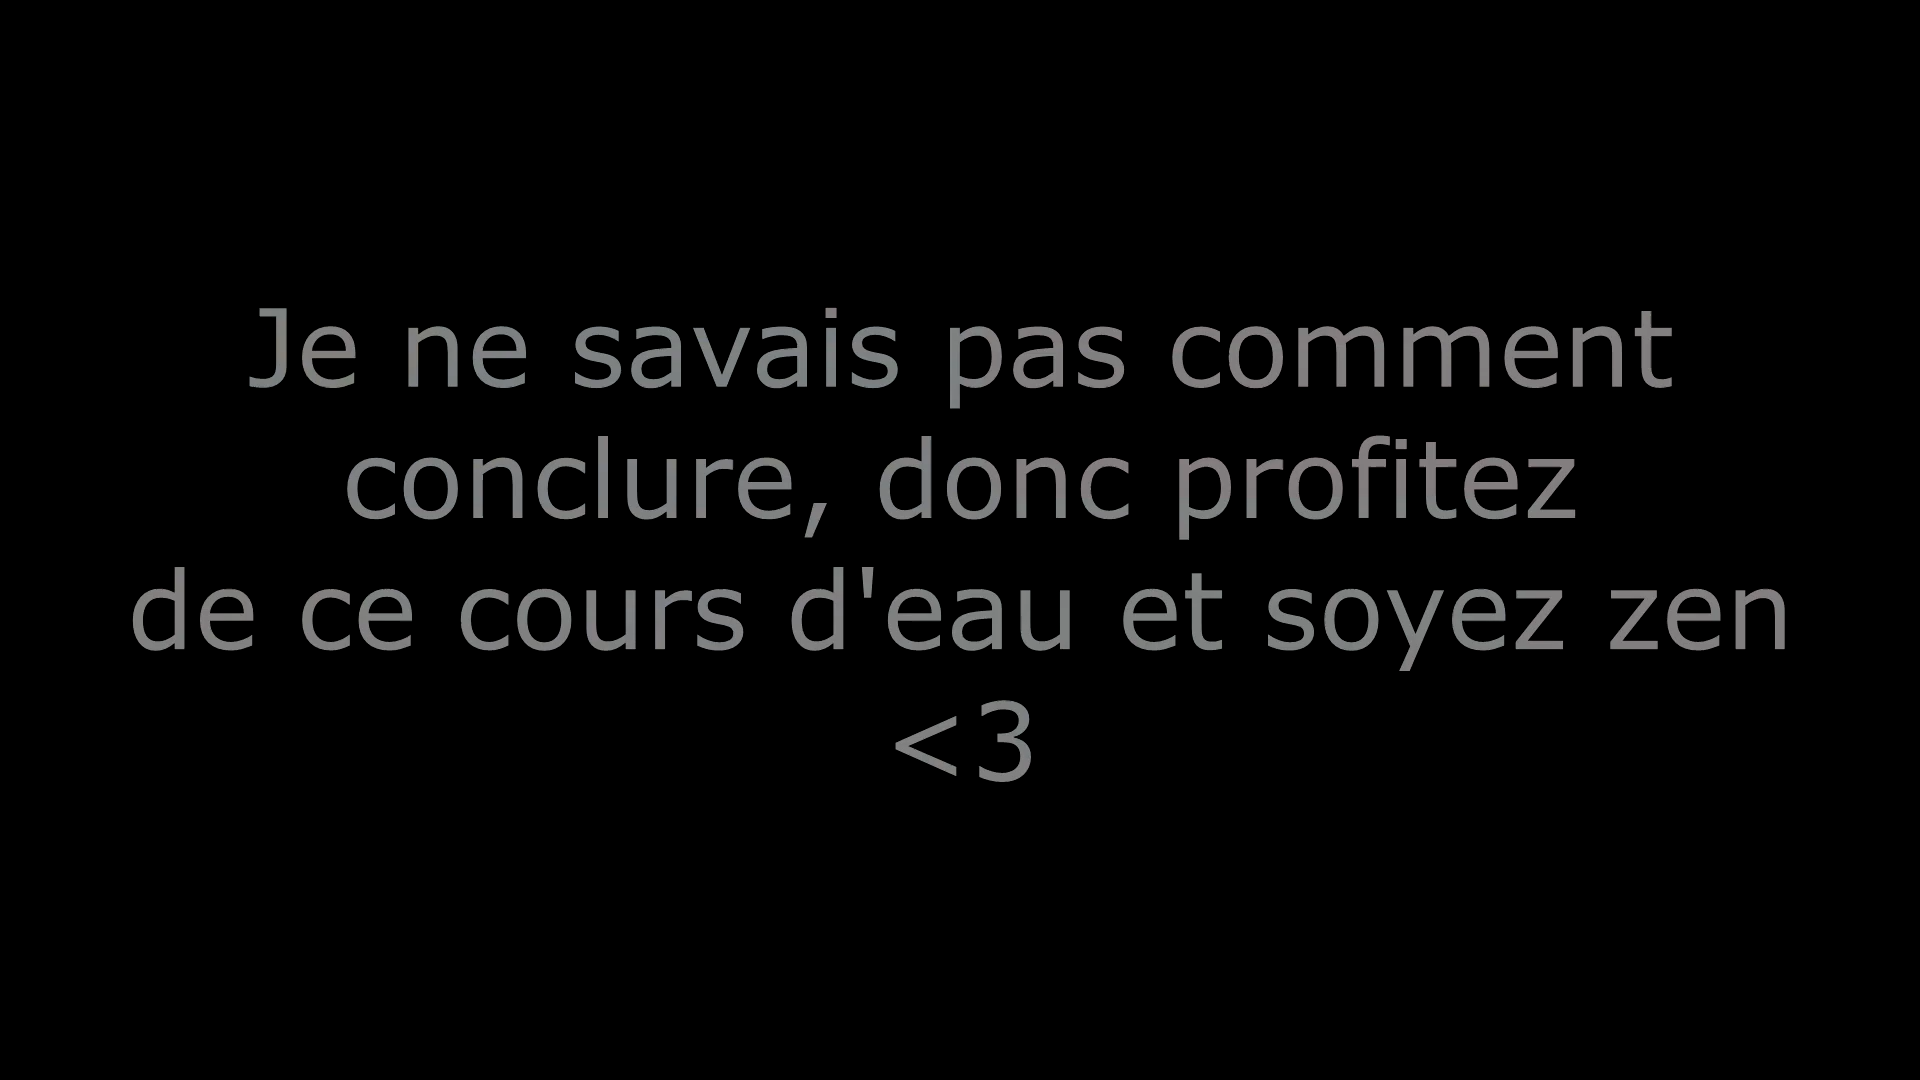 Je ne savais pas comment
conclure, donc profitez
de ce cours d'eau et soyez zen
<3